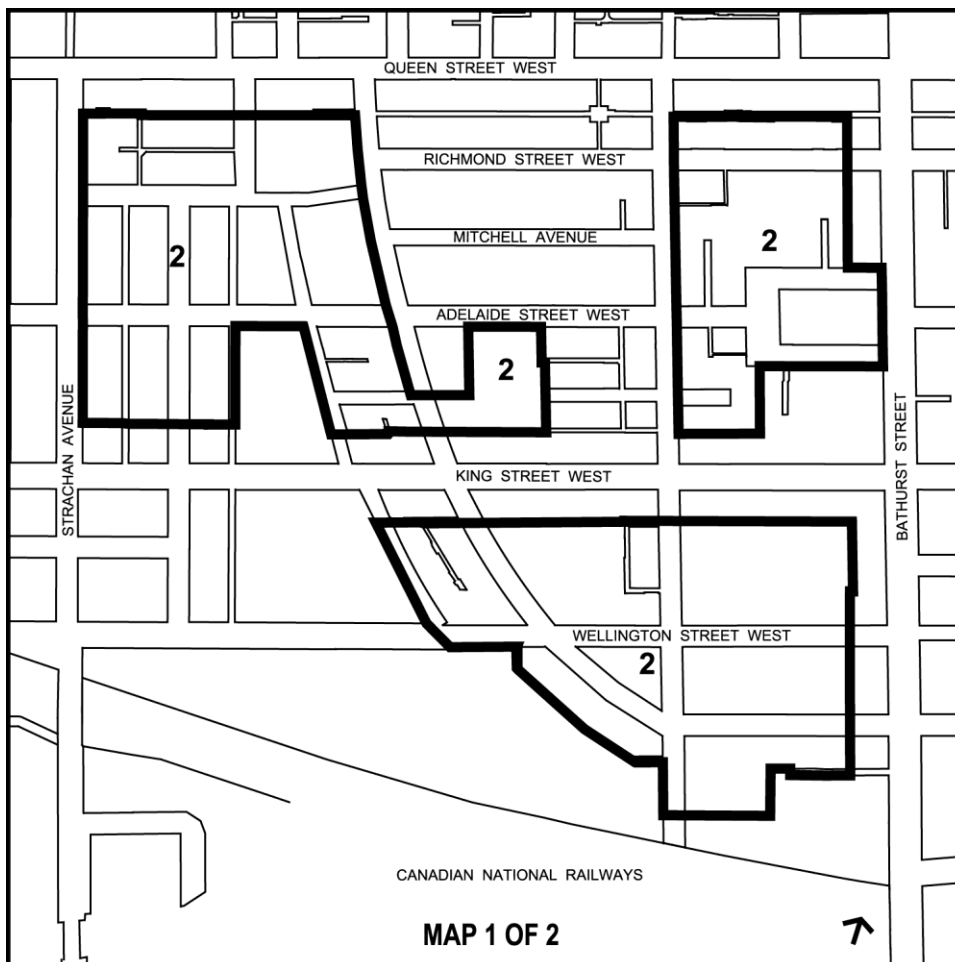 QUEEN STREET WEST
RICHMOND STREET WEST
MITCHELL AVENUE
2
2
ADELAIDE STREET WEST
2
STRACHAN AVENUE
BATHURST STREET
KING STREET WEST
WELLINGTON STREET WEST
2
CANADIAN NATIONAL RAILWAYS
MAP 1 OF 2